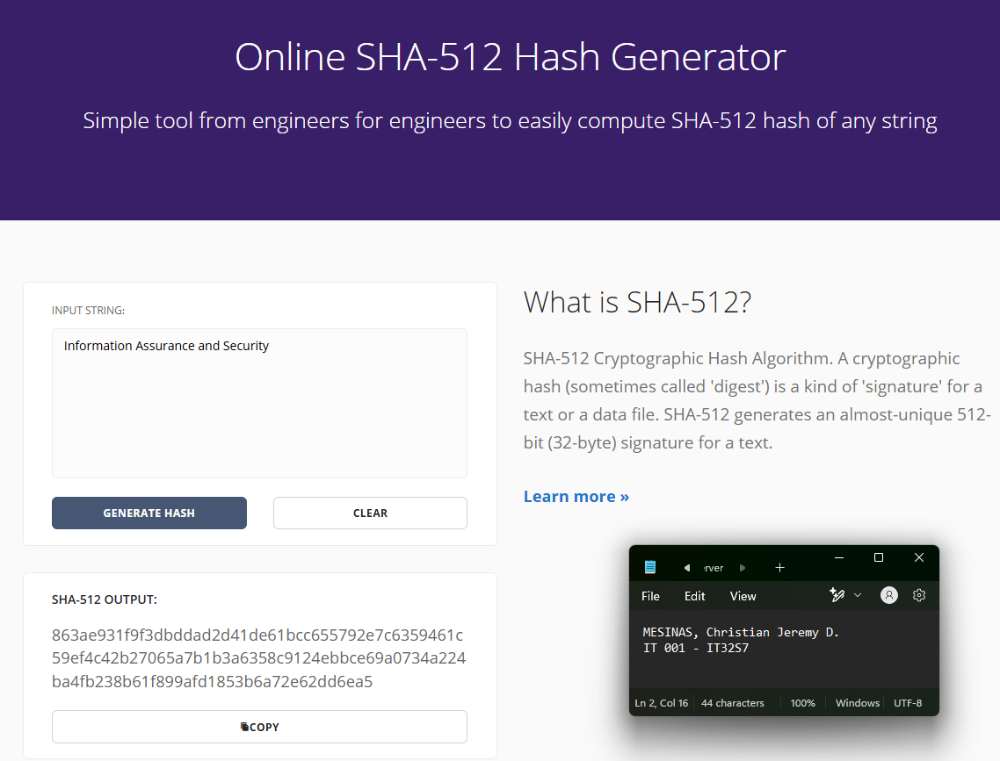 Online SHA-512 Hash Generator
Simple tool from engineers for engineers to easily compute SHA-512 hash of any string
INPUT STRING:
Information Assurance and Security
GENERATE HASH
CLEAR
SHA-512 OUTPUT:
863ae931f9f3dbddad2d41de61bcc655792e7c6359461c
59ef4c42b27065a7b1b3a6358c9124ebbce69a0734a224
ba4fb238b61f899afd1853b6a72e62dd6ea5
COPY
What is SHA-512?
SHA-512 Cryptographic Hash Algorithm. A cryptographic
hash (sometimes called 'digest') is a kind of 'signature' for a
text or a data file. SHA-512 generates an almost-unique 512-
bit (32-byte) signature for a text.
Learn more »
rver
File Edit View
MESINAS, Christian Jeremy D.
IT 001 - IT32S7
Ln 2, Col 16 44 characters 100% Windows UTF-8